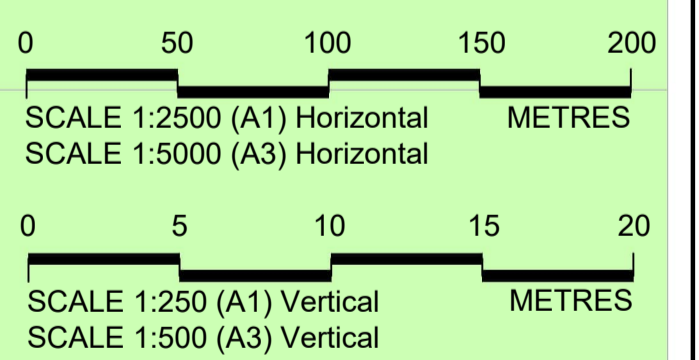 0 50 100 150 200
SCALE 1:2500 (A1) Horizontal METRES
SCALE 1:5000 (A3) Horizontal
0 5 10 15 20
SCALE 1:250 (A1) Vertical METRES
SCALE 1:500 (A3) Vertical